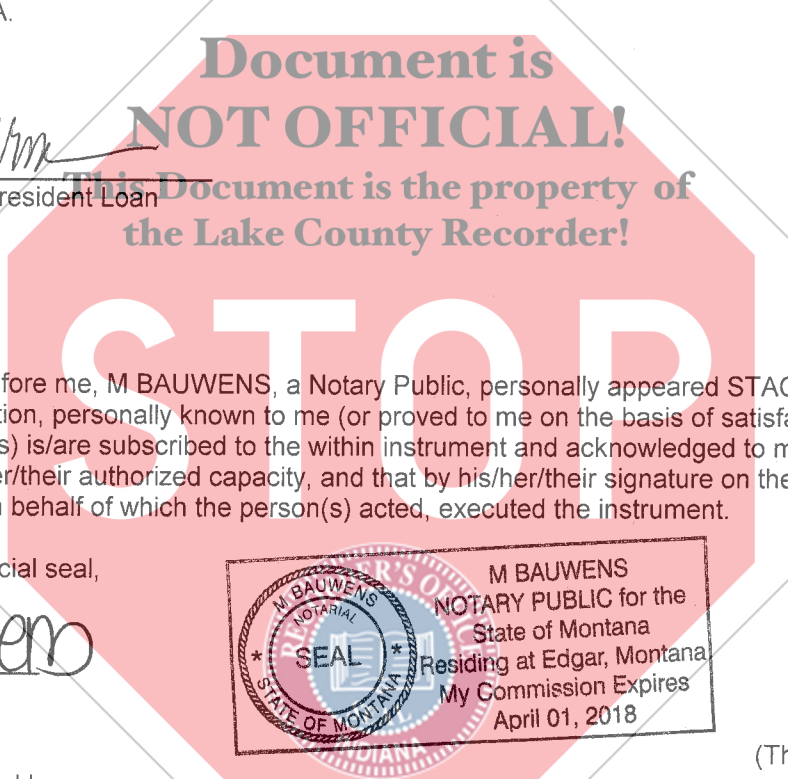 A.
Document is
NOT OFFICIAL!
This Document is the property of
resident Loan
the Lake County Recorder!
STOP
fore me, M BAUWENS, a Notary Public, personally appeared STAC
tion, personally known to me (or proved to me on the basis of satisfa
s) is/are subscribed to the within instrument and acknowledged to m
er/their authorized capacity, and that by his/her/their signature on the
behalf of which the person(s) acted, executed the instrument.
cial seal,
M BAUWENS
NOTARIAL
SEAL
STATE OF MONTANA
M BAUWENS
NOTARY PUBLIC for the
State of Montana
Residing at Edgar, Montana
My Commission Expires
April 01, 2018
RECORDER'S OFFICE
INDIANA
(Th